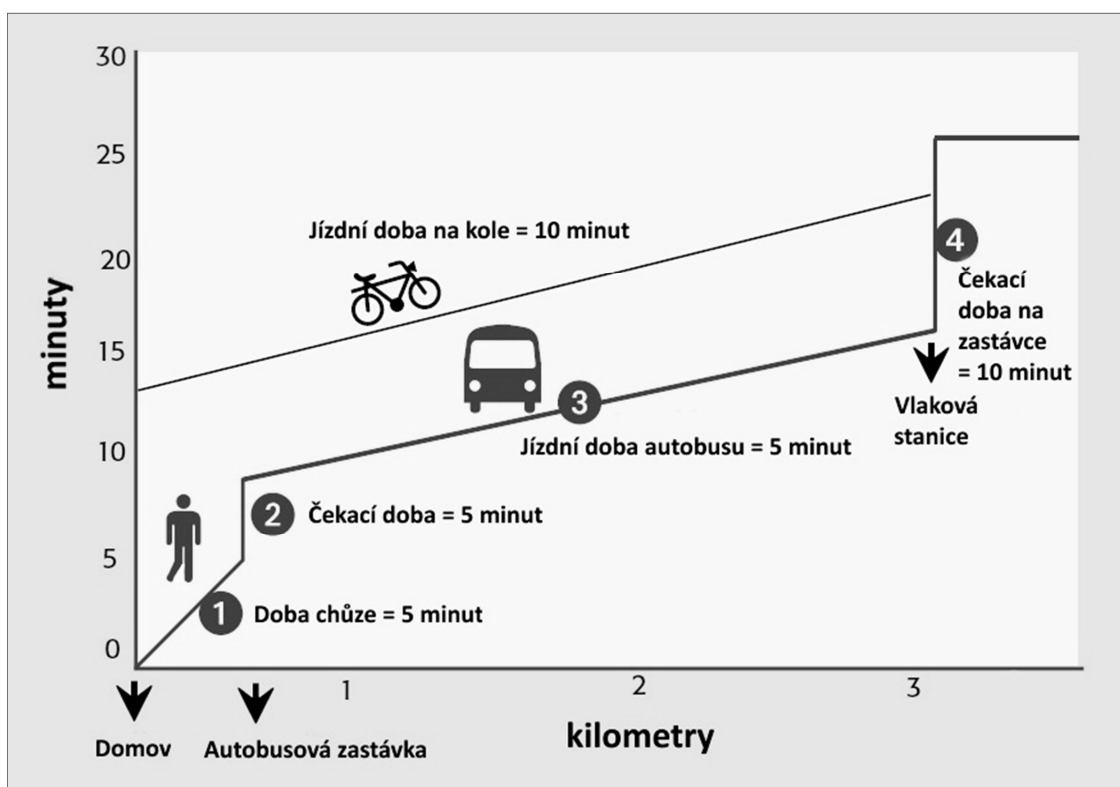 30
25
20
15
10
5
0
minuty
Jízdní doba na kole = 10 minut
4
Čekací
doba na
zastávce
= 10 minut
Vlaková
stanice
3
Jízdní doba autobusu = 5 minut
2
Čekací doba = 5 minut
1
Doba chůze = 5 minut
1
2
3
kilometry
Domov
Autobusová zastávka